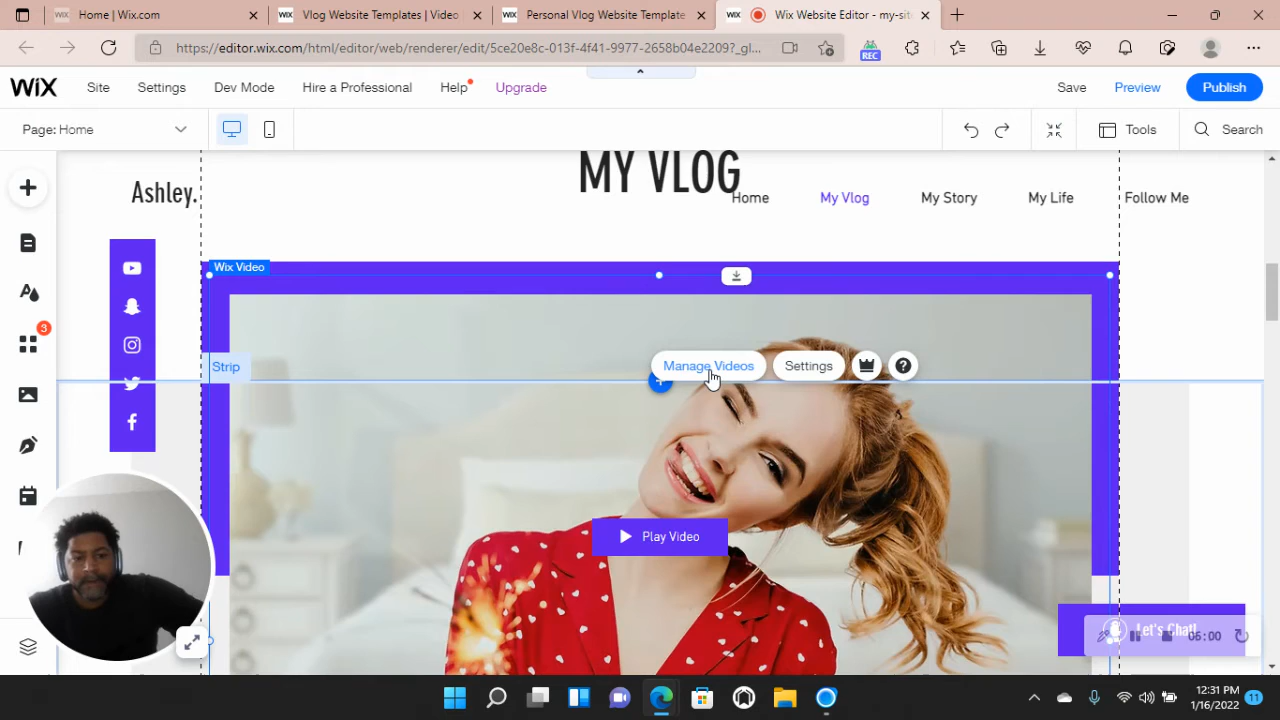 Home | Wix.com
Vlog Website Templates | Video
Personal Vlog Website Template
Wix Website Editor - my-sit
https://editor.wix.com/html/editor/web/renderer/edit/5ce20e8c-013f-4f41-9977-2658b04e2209?_gl...
REC
WiX
Site
Settings
Dev Mode
Hire a Professional
Help
Upgrade
Save
Preview
Publish
Page: Home
Tools
Search
MY VLOG
Ashley.
Home
My Vlog
My Story
My Life
Follow Me
Wix Video
3
Strip
Manage Videos
Settings
?
Play Video
Let's Chat!
05:00
12:31 PM
1/16/2022
11